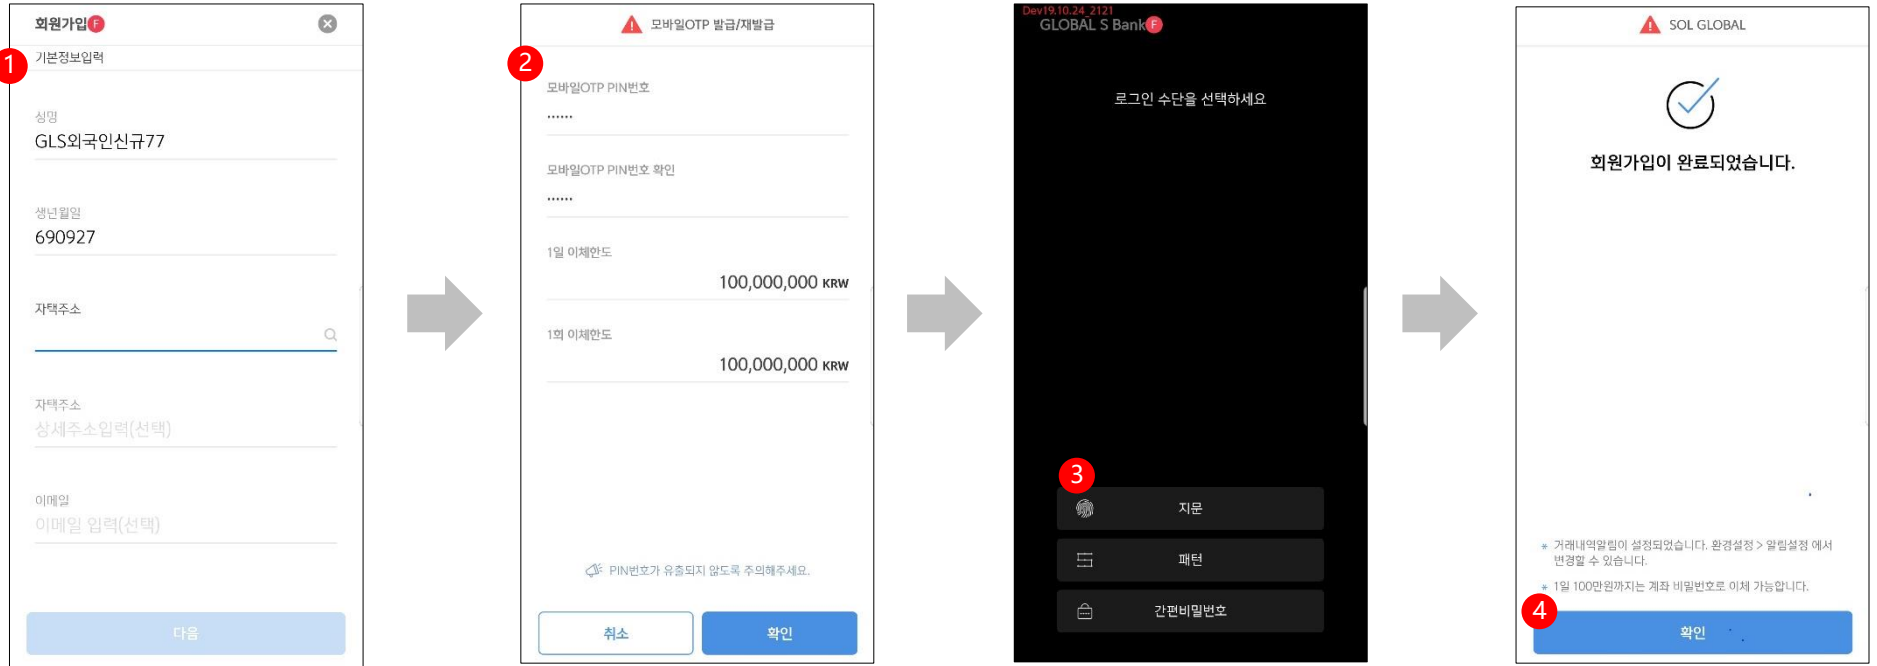 회원가입 F
1
기본정보입력
성명
GLS외국인신규77
생년월일
690927
자택주소
자택주소
상세주소입력(선택)
이메일
이메일 입력(선택)
다음
모바일OTP 발급/재발급
2
모바일OTP PIN번호
······
모바일OTP PIN번호 확인
······
1일 이체한도
100,000,000 KRW
1회 이체한도
100,000,000 KRW
PIN번호가 유출되지 않도록 주의해주세요.
취소 확인
Dev19.10.24_2121
GLOBAL S Bank F
로그인 수단을 선택하세요
3
지문
패턴
간편비밀번호
SOL GLOBAL
회원가입이 완료되었습니다.
* 거래내역알림이 설정되었습니다. 환경설정 > 알림설정 에서
변경할 수 있습니다.
* 1일 100만원까지는 계좌 비밀번호로 이체 가능합니다.
4
확인